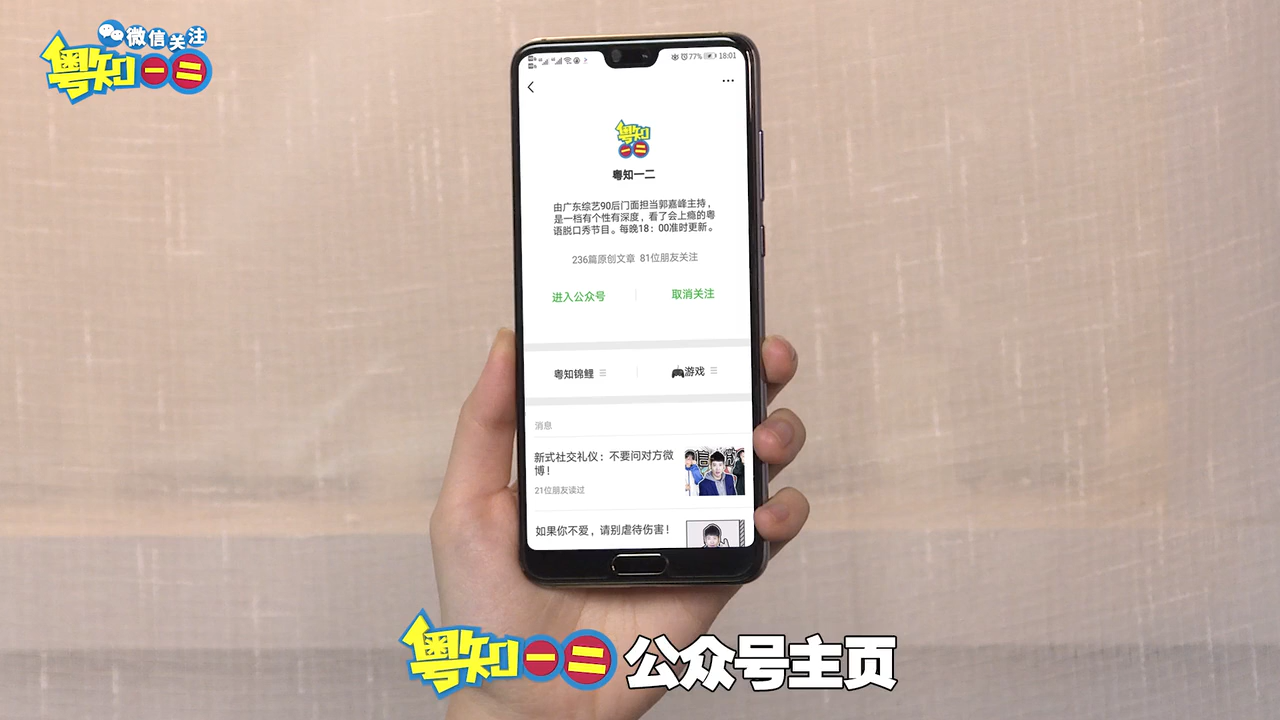 微信关注
粤知一二
77% 18:01
粤知一二
粤知一二
由广东综艺90后门面担当郭嘉峰主持，
是一档有个性有深度，看了会上瘾的粤
语脱口秀节目。每晚18：00准时更新。
236篇原创文章 81位朋友关注
进入公众号 取消关注
粤知锦鲤 游戏
消息
新式社交礼仪：不要问对方微
博！
21位朋友读过
如果你不爱，请别虐待伤害！
粤知一二 公众号主页